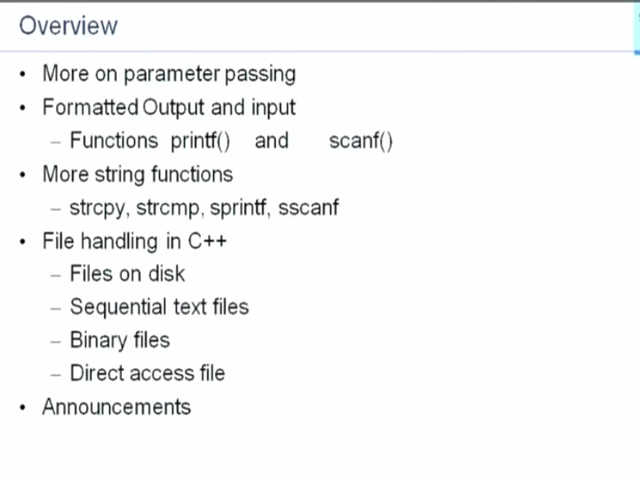 Overview
• More on parameter passing
• Formatted Output and input
– Functions printf() and scanf()
• More string functions
– strcpy, strcmp, sprintf, sscanf
• File handling in C++
– Files on disk
– Sequential text files
– Binary files
– Direct access file
• Announcements